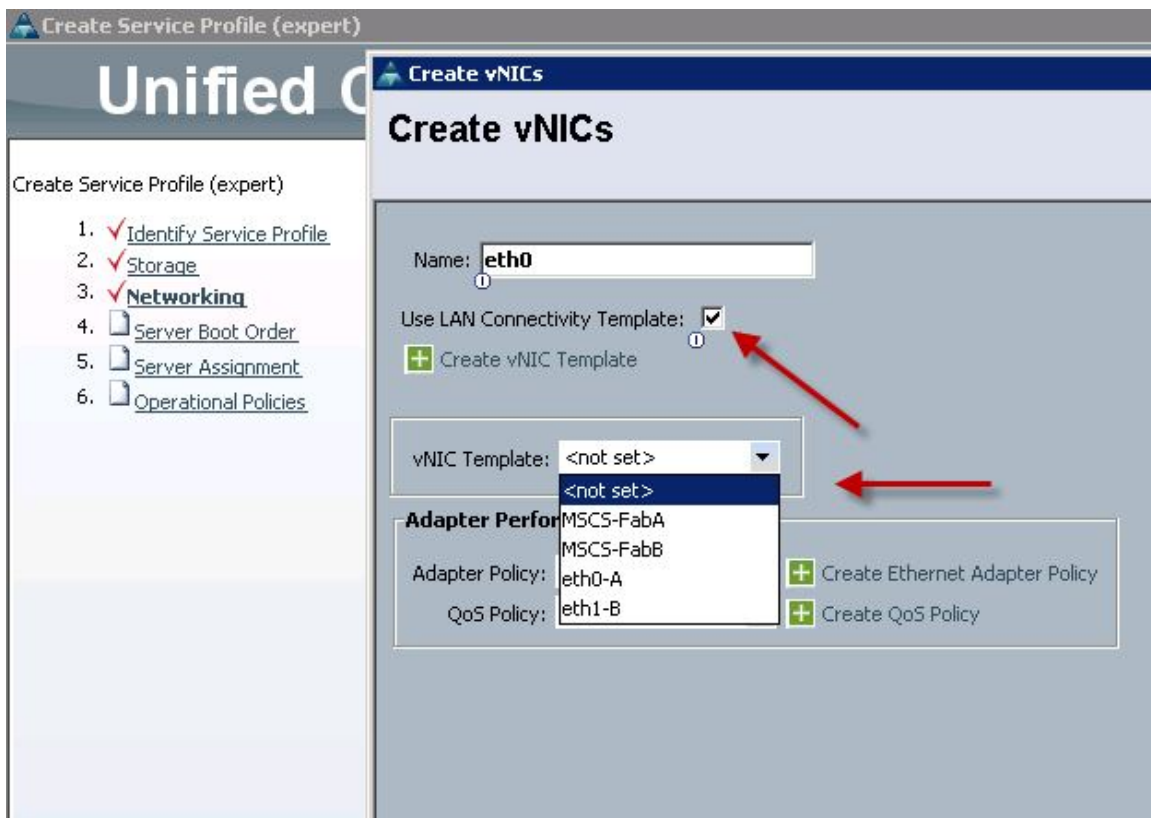 Create Service Profile (expert)
Unified C
Create Service Profile (expert)
1. Identify Service Profile
2. Storage
3. Networking
4. Server Boot Order
5. Server Assignment
6. Operational Policies
Create vNICs
Create vNICs
Name: eth0
Use LAN Connectivity Template:
Create vNIC Template
vNIC Template: <not set>
<not set>
MSCS-FabA
MSCS-FabB
eth0-A
eth1-B
Adapter Perfor
Adapter Policy:
Create Ethernet Adapter Policy
QoS Policy:
Create QoS Policy